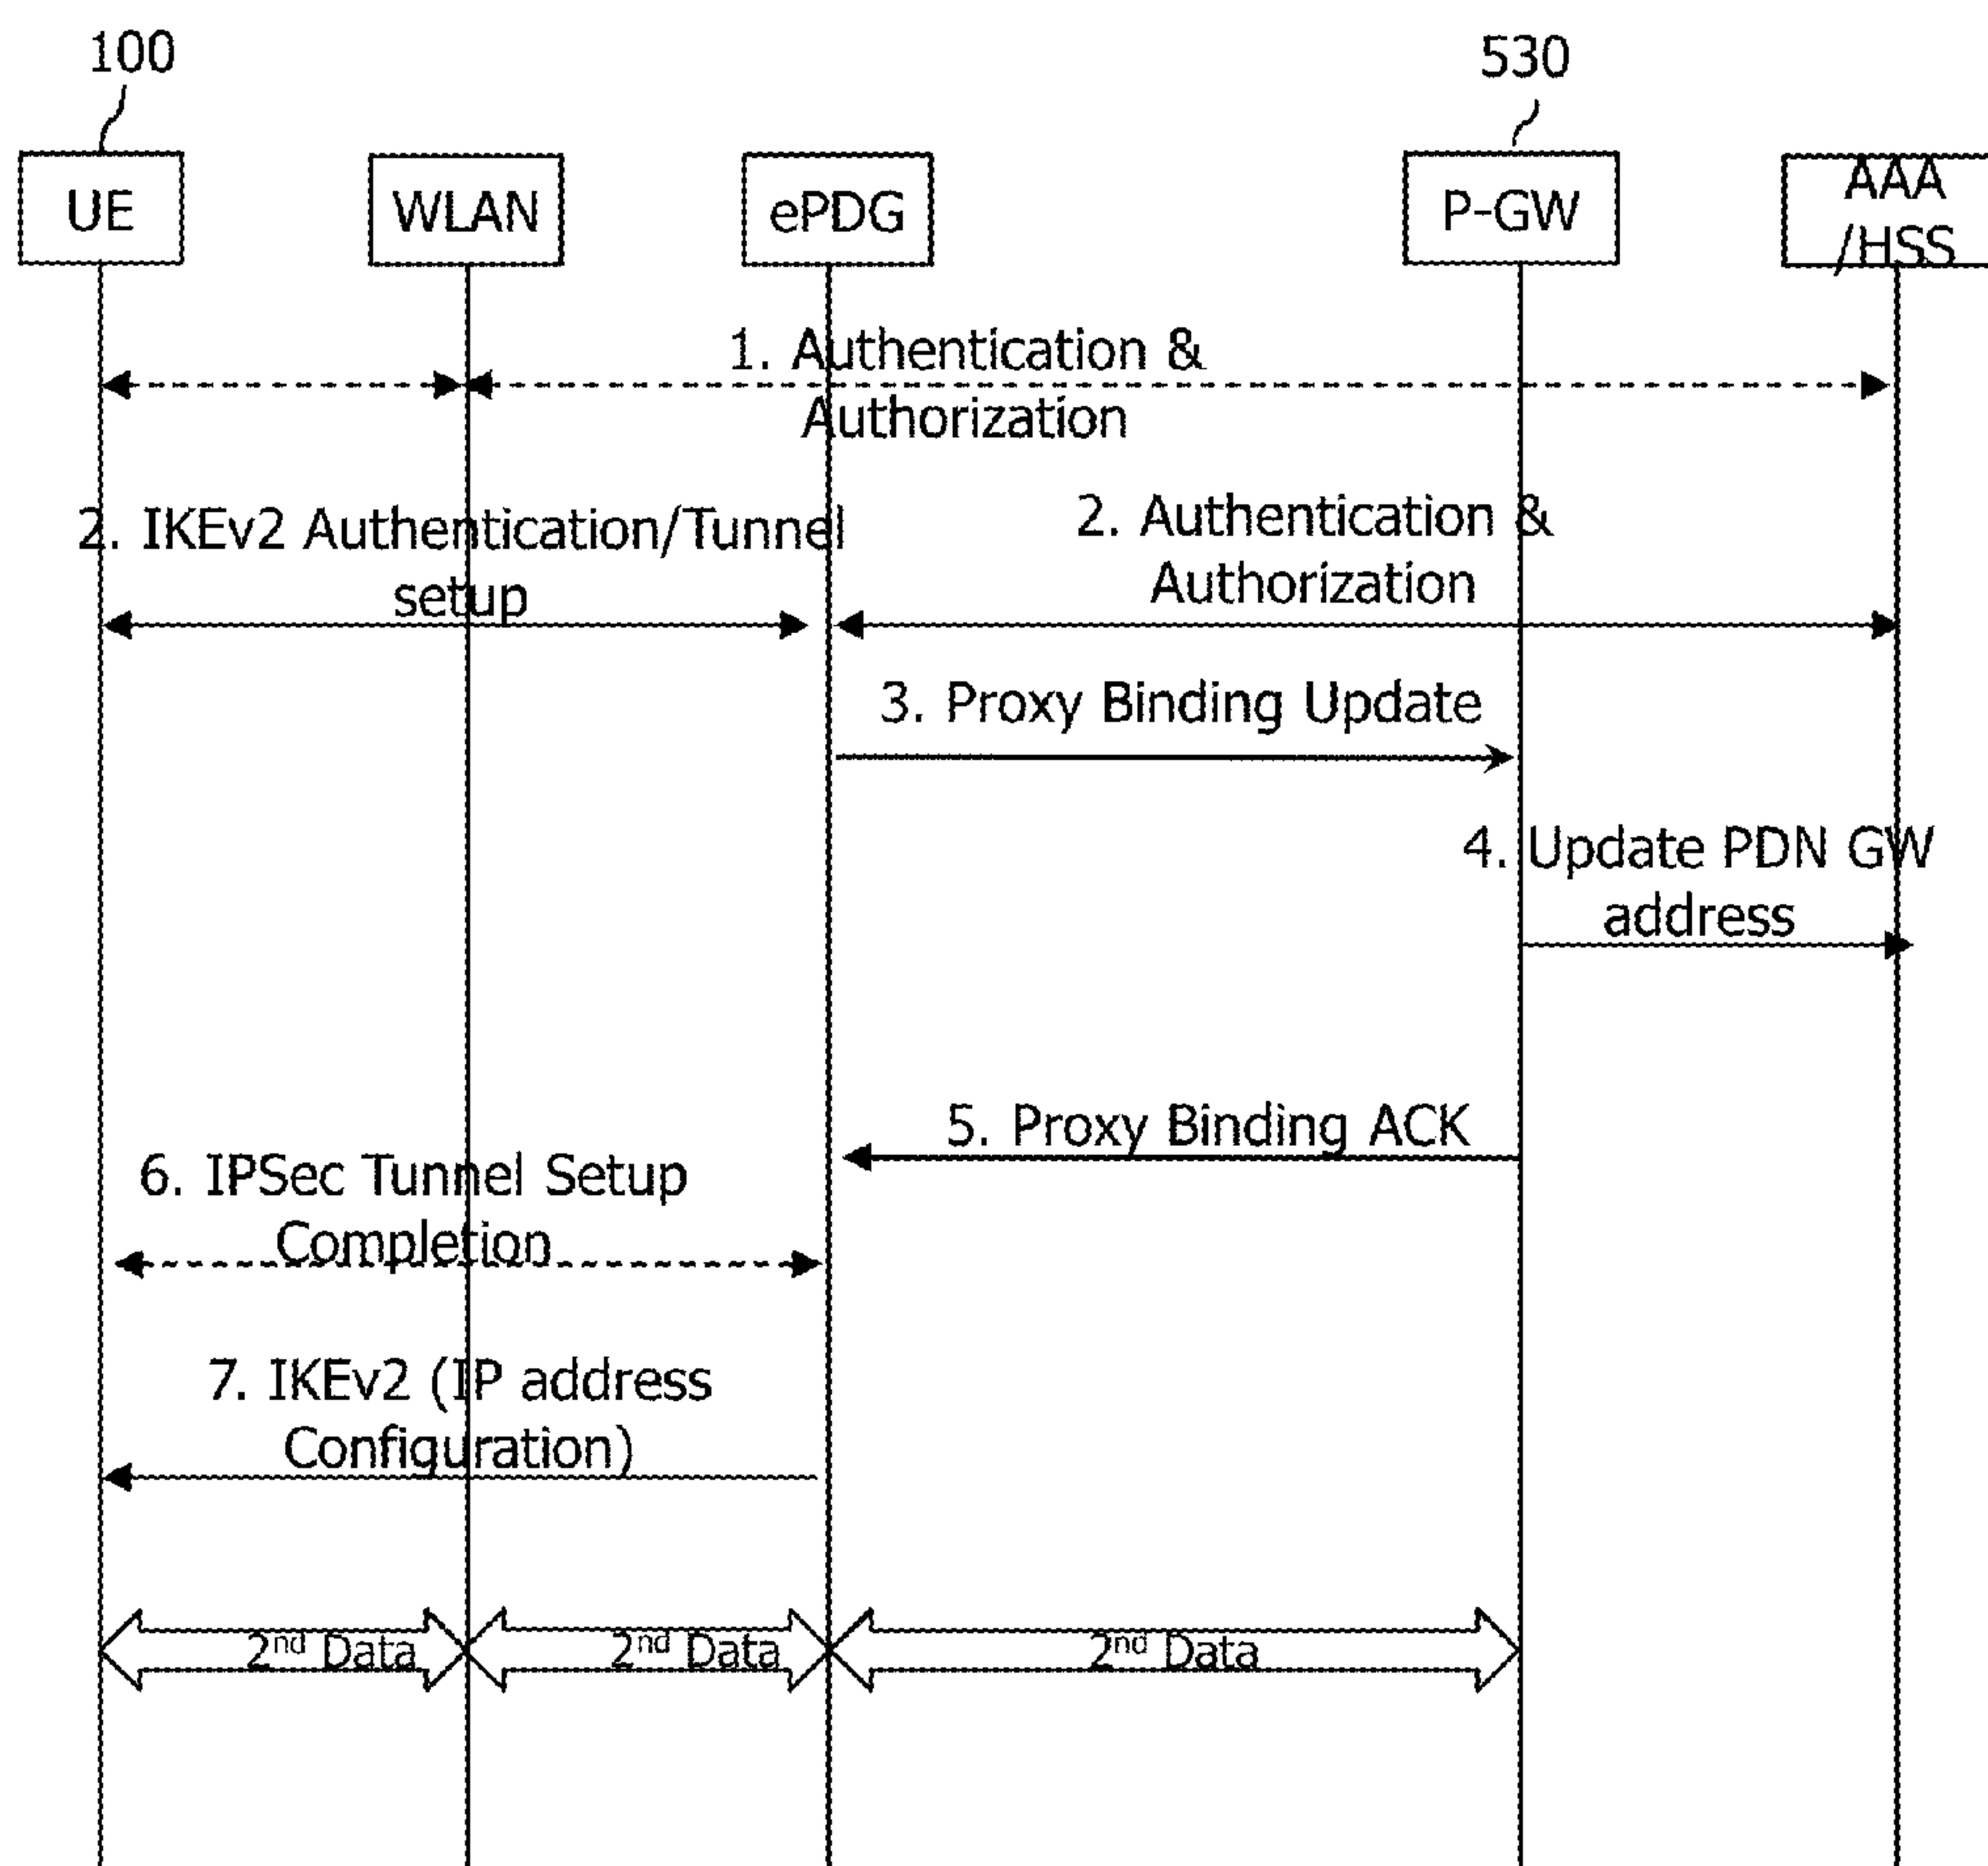 100
530
UE
WLAN
ePDG
P-GW
AAA
/HSS
1. Authentication &
Authorization
2. IKEv2 Authentication/Tunnel
setup
2. Authentication &
Authorization
3. Proxy Binding Update
4. Update PDN GW
address
5. Proxy Binding ACK
6. IPSec Tunnel Setup
Completion
7. IKEv2 (IP address
Configuration)
2nd Data
2nd Data
2nd Data